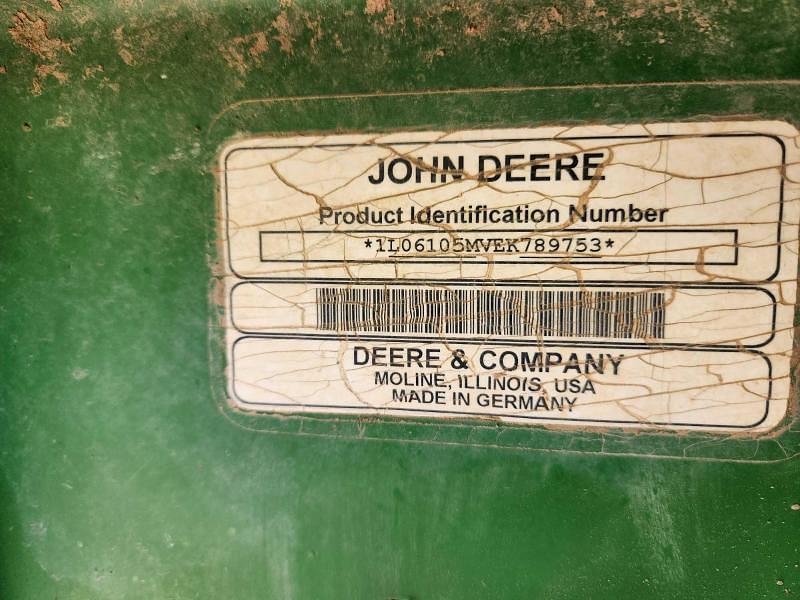 JOHN DEERE
Product Identification Number
*1L06105MVEK789753*
DEERE & COMPANY
MOLINE, ILLINOIS, USA
MADE IN GERMANY